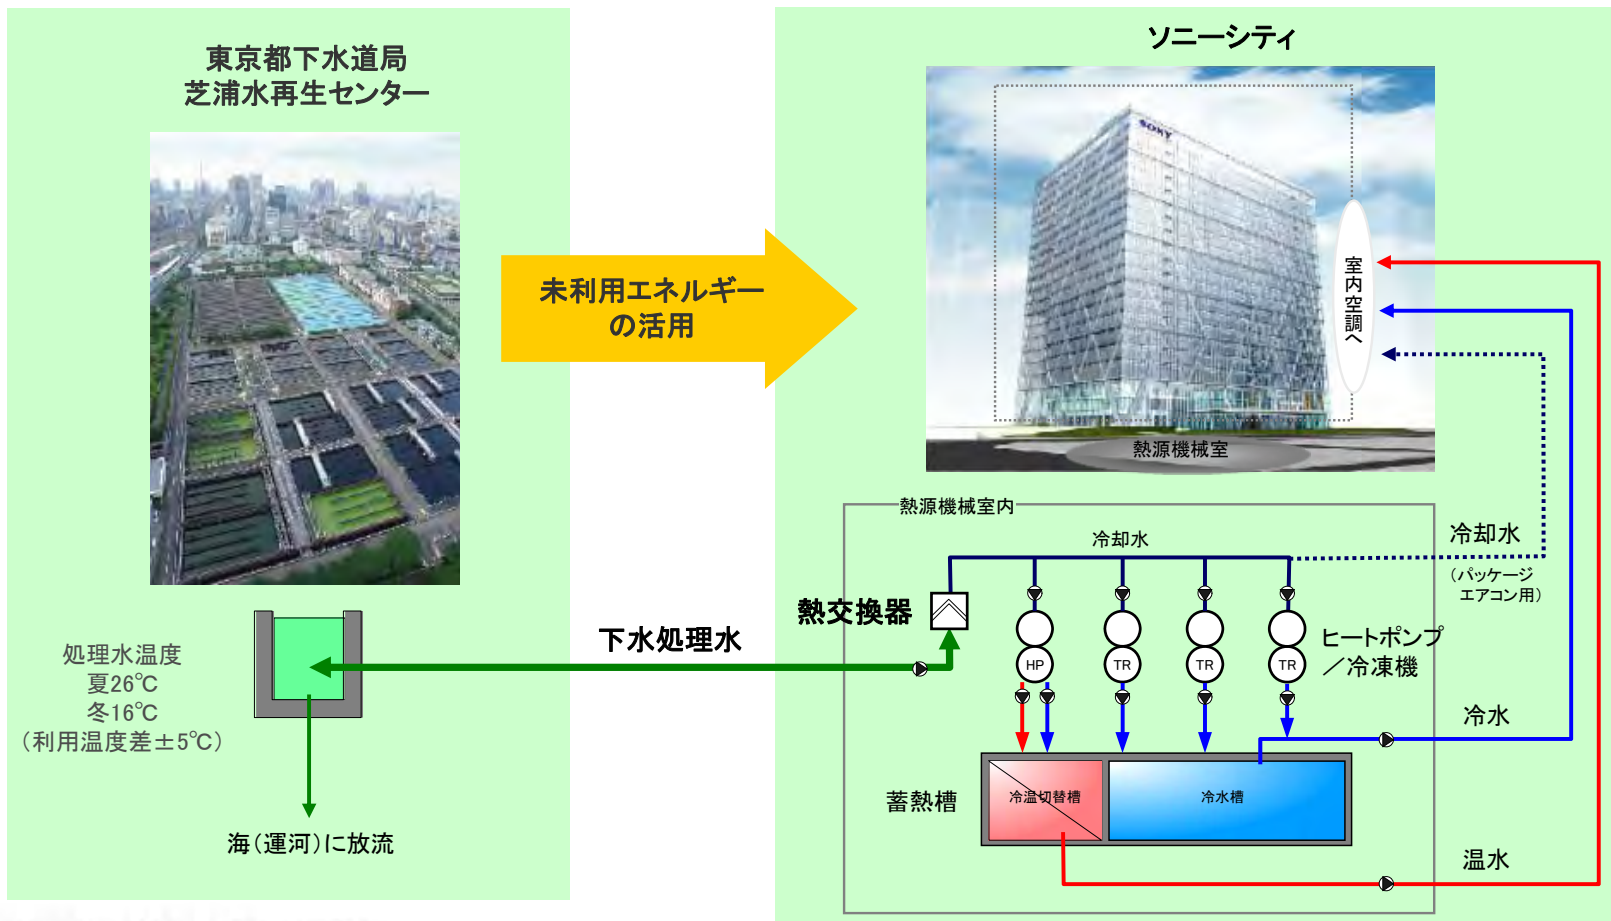 東京都下水道局
芝浦水再生センター
未利用エネルギー
の活用
処理水温度
夏26℃
冬16℃
（利用温度差±5℃）
海（運河）に放流
下水処理水
ソニーシティ
SONY
室内空調へ
熱源機械室
熱源機械室内
冷却水
熱交換器
HP
TR
TR
TR
ヒートポンプ
／冷凍機
冷却水
（パッケージ
エアコン用）
冷水
蓄熱槽
冷温切替槽
冷水槽
温水